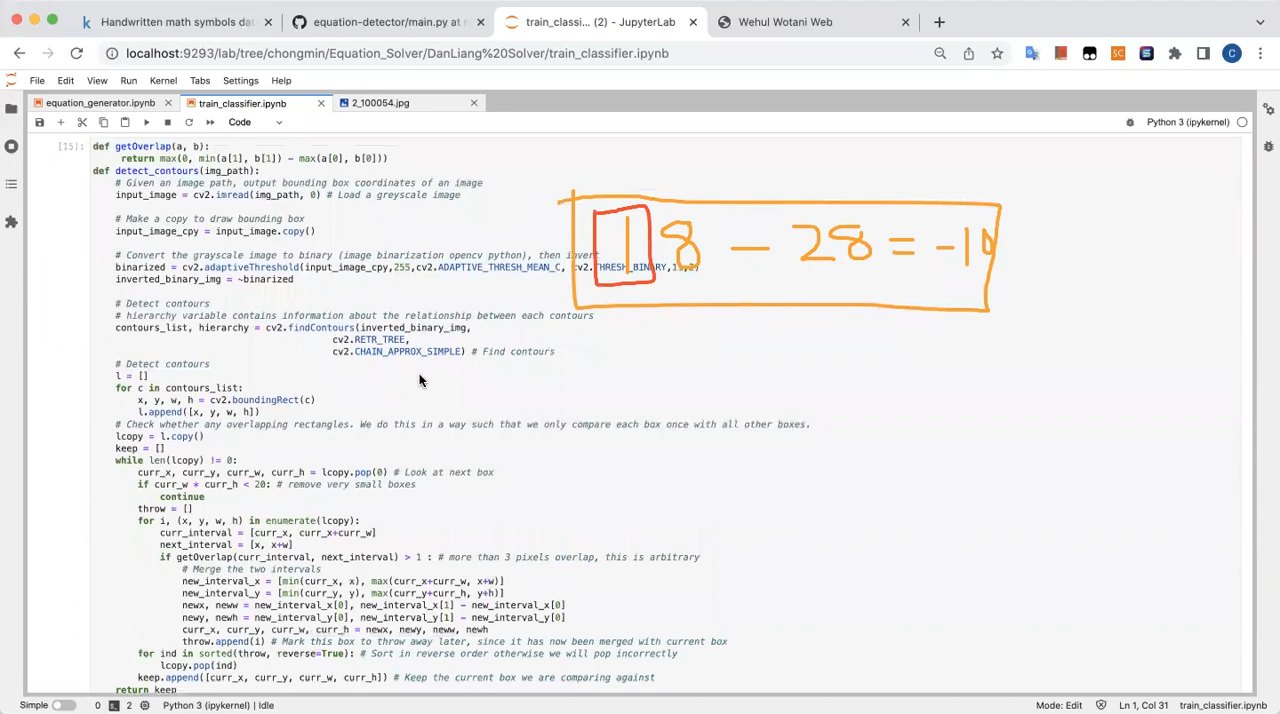 Handwritten math symbols da
equation-detector/main.py at m
train_classi... (2) - JupyterLab
Wehul Wotani Web
localhost:9293/lab/tree/chongmin/Equation_Solver/DanLiang%20Solver/train_classifier.ipynb
File Edit View Run Kernel Tabs Settings Help
equation_generator.ipynb
train_classifier.ipynb
2_100054.jpg
Code
Python 3 (ipykernel)
[15]:
def getOverlap(a, b):
return max(0, min(a[1], b[1]) - max(a[0], b[0]))
def detect_contours(img_path):
# Given an image path, output bounding box coordinates of an image
input_image = cv2.imread(img_path, 0) # Load a greyscale image
# Make a copy to draw bounding box
input_image_cpy = input_image.copy()
# Convert the grayscale image to binary (image binarization opencv python), then invert
binarized = cv2.adaptiveThreshold(input_image_cpy,255,cv2.ADAPTIVE_THRESH_MEAN_C, cv2.THRESH_BINARY,
inverted_binary_img = ~binarized
18 - 28 = -10
# Detect contours
# hierarchy variable contains information about the relationship between each contours
contours_list, hierarchy = cv2.findContours(inverted_binary_img,
cv2.RETR_TREE,
cv2.CHAIN_APPROX_SIMPLE) # Find contours
# Detect contours
l = []
for c in contours_list:
x, y, w, h = cv2.boundingRect(c)
l.append([x, y, w, h])
# Check whether any overlapping rectangles. We do this in a way such that we only compare each box once with all other boxes.
lcopy = l.copy()
keep = []
while len(lcopy) != 0:
curr_x, curr_y, curr_w, curr_h = lcopy.pop(0) # Look at next box
if curr_w * curr_h < 20: # remove very small boxes
continue
throw = []
for i, (x, y, w, h) in enumerate(lcopy):
curr_interval = [curr_x, curr_x+curr_w]
next_interval = [x, x+w]
if getOverlap(curr_interval, next_interval) > 1 : # more than 3 pixels overlap, this is arbitrary
# Merge the two intervals
new_interval_x = [min(curr_x, x), max(curr_x+curr_w, x+w)]
new_interval_y = [min(curr_y, y), max(curr_y+curr_h, y+h)]
newx, neww = new_interval_x[0], new_interval_x[1] - new_interval_x[0]
newy, newh = new_interval_y[0], new_interval_y[1] - new_interval_y[0]
curr_x, curr_y, curr_w, curr_h = newx, newy, neww, newh
throw.append(i) # Mark this box to throw away later, since it has now been merged with current box
for ind in sorted(throw, reverse=True): # Sort in reverse order otherwise we will pop incorrectly
lcopy.pop(ind)
keep.append([curr_x, curr_y, curr_w, curr_h]) # Keep the current box we are comparing against
return keep
Simple 0 2 Python 3 (ipykernel) | Idle
Mode: Edit Ln 1, Col 31 train_classifier.ipynb